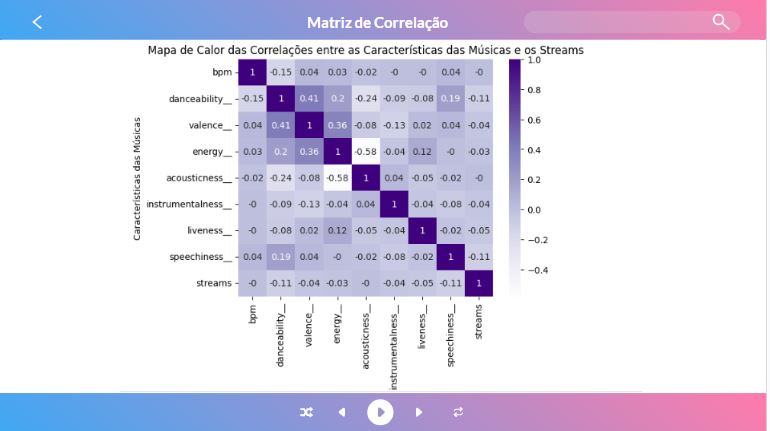 Matriz de Correlação
Mapa de Calor das Correlações entre as Características das Músicas e os Streams
Características das Músicas
bpm 1 -0.15 0.04 0.03 -0.02 -0 -0 0.04 -0
danceability__ -0.15 1 0.41 0.2 -0.24 -0.09 -0.08 0.19 -0.11
valence__ 0.04 0.41 1 0.36 -0.08 -0.13 0.02 0.04 -0.04
energy__ 0.03 0.2 0.36 1 -0.58 -0.04 0.12 -0 -0.03
acousticness__ -0.02 -0.24 -0.08 -0.58 1 0.04 -0.05 -0.02 -0
instrumentalness__ -0 -0.09 -0.13 -0.04 0.04 1 -0.04 -0.08 -0.04
liveness__ -0 -0.08 0.02 0.12 -0.05 -0.04 1 -0.02 -0.05
speechiness__ 0.04 0.19 0.04 -0 -0.02 -0.08 -0.02 1 -0.11
streams -0 -0.11 -0.04 -0.03 -0 -0.04 -0.05 -0.11 1
bpm
danceability__
valence__
energy__
acousticness__
instrumentalness__
liveness__
speechiness__
streams
1.0
0.8
0.6
0.4
0.2
0.0
−0.2
−0.4